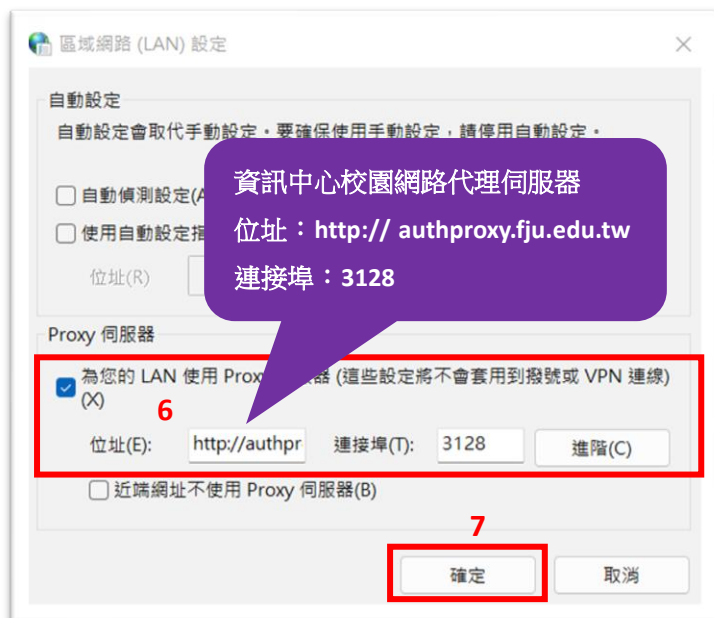 區域網路 (LAN) 設定
自動設定
自動設定會取代手動設定。要確保使用手動設定，請停用自動設定。
自動偵測設定(A
使用自動設定指
位址(R)
資訊中心校園網路代理伺服器
位址：http:// authproxy.fju.edu.tw
連接埠：3128
Proxy 伺服器
為您的 LAN 使用 Proxy 伺服器 (這些設定將不會套用到撥號或 VPN 連線)
(X)
6
位址(E): http://authpr 連接埠(T): 3128 進階(C)
近端網址不使用 Proxy 伺服器(B)
7
確定 取消